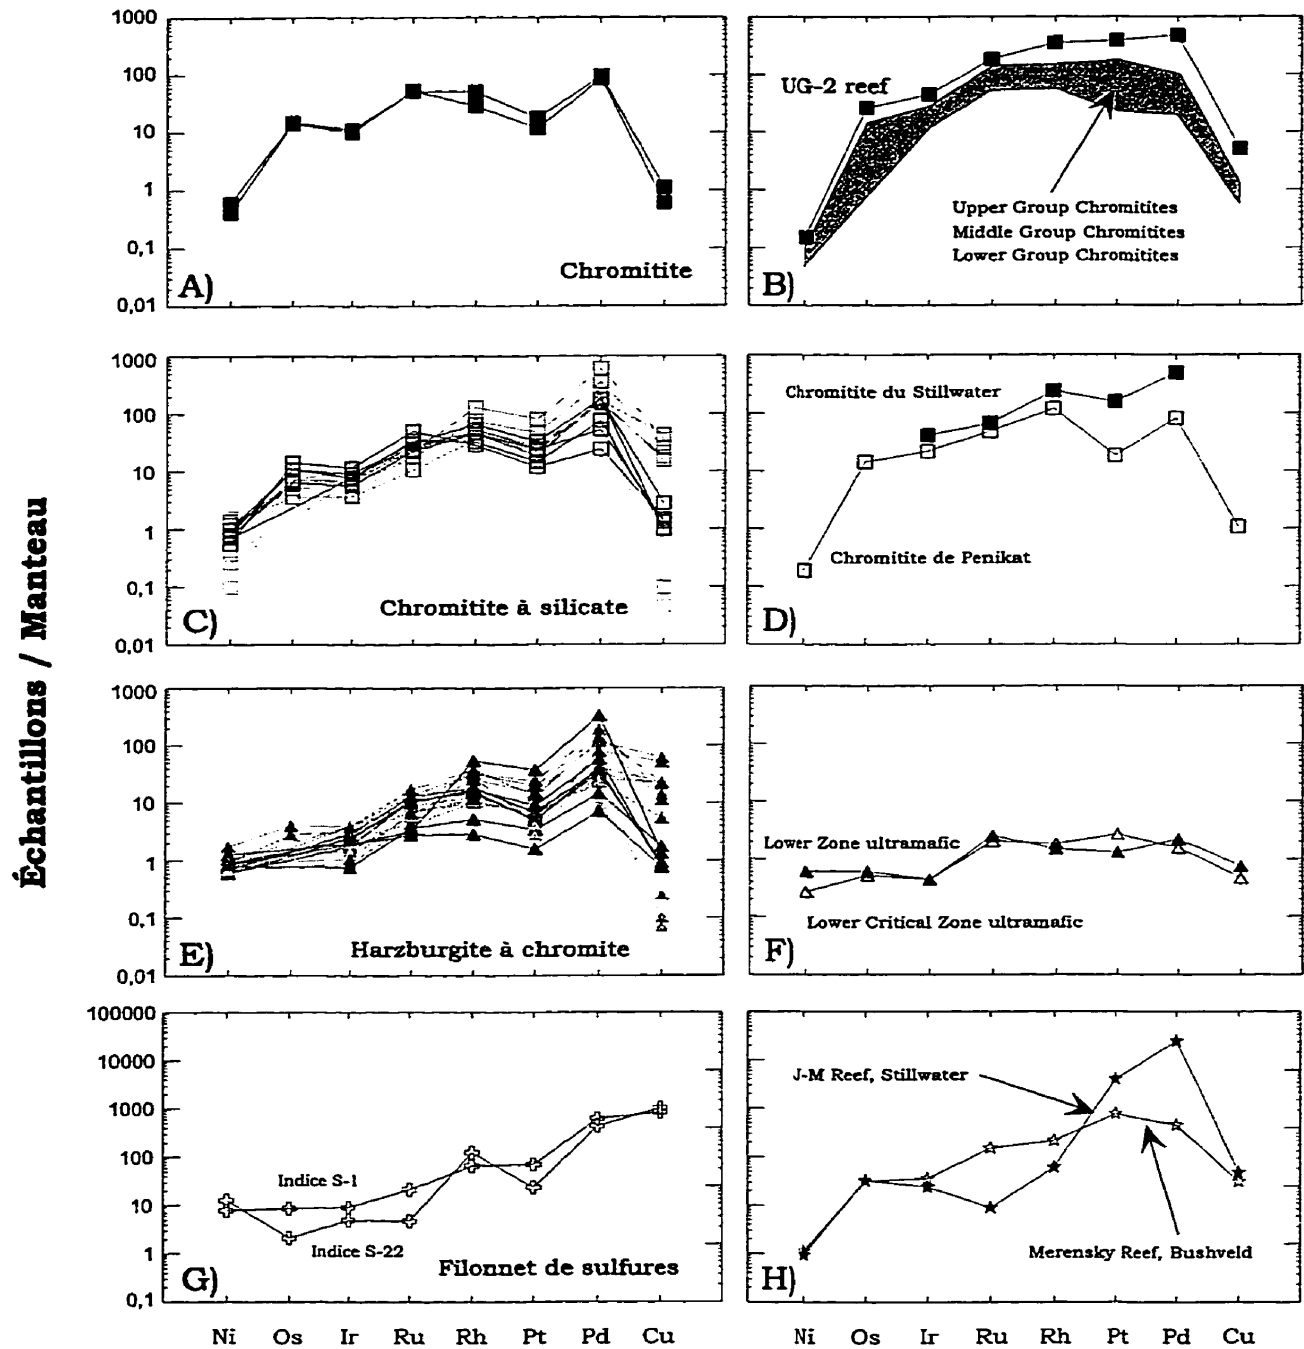 Échantillons / Manteau
1000
100
10
1
0,1
0,01
A)
Chromitite
UG-2 reef
Upper Group Chromitites
Middle Group Chromitites
Lower Group Chromitites
B)
1000
100
10
1
0,1
0,01
C)
Chromitite à silicate
Chromitite du Stillwater
Chromitite de Penikat
D)
1000
100
10
1
0,1
0,01
E)
Harzburgite à chromite
Lower Zone ultramafic
Lower Critical Zone ultramafic
F)
100000
10000
1000
100
10
1
0,1
Indice S-1
Indice S-22
G)
Filonnet de sulfures
J-M Reef, Stillwater
Merensky Reef, Bushveld
H)
Ni Os Ir Ru Rh Pt Pd Cu
Ni Os Ir Ru Rh Pt Pd Cu